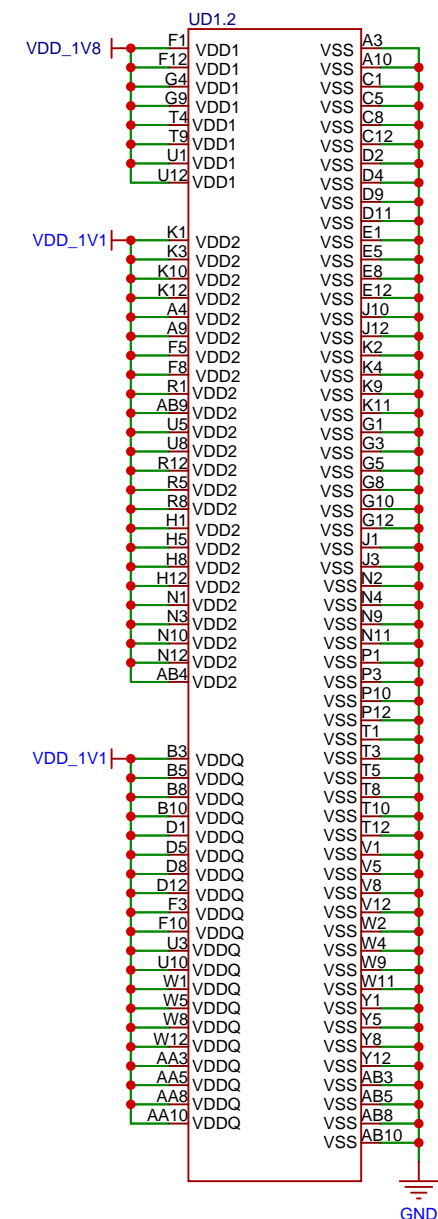 UD1.2
VDD_1V8
F1 VDD1 VSS A3
F12 VDD1 VSS A10
G4 VDD1 VSS C1
G9 VDD1 VSS C5
T4 VDD1 VSS C8
T9 VDD1 VSS C12
U1 VDD1 VSS D2
U12 VDD1 VSS D4
VSS D9
VSS D11
VDD_1V1
K1 VDD2 VSS E1
K3 VDD2 VSS E5
K10 VDD2 VSS E8
K12 VDD2 VSS E12
A4 VDD2 VSS J10
A9 VDD2 VSS J12
F5 VDD2 VSS K2
F8 VDD2 VSS K4
R1 VDD2 VSS K9
AB9 VDD2 VSS K11
U5 VDD2 VSS G1
U8 VDD2 VSS G3
R12 VDD2 VSS G5
R5 VDD2 VSS G8
R8 VDD2 VSS G10
H1 VDD2 VSS G12
H5 VDD2 VSS J1
H8 VDD2 VSS J3
H12 VDD2 VSS N2
N1 VDD2 VSS N4
N3 VDD2 VSS N9
N10 VDD2 VSS N11
N12 VDD2 VSS P1
AB4 VDD2 VSS P3
VSS P10
VSS P12
VSS T1
VDD_1V1
B3 VDDQ VSS T3
B5 VDDQ VSS T5
B8 VDDQ VSS T8
B10 VDDQ VSS T10
D1 VDDQ VSS T12
D5 VDDQ VSS V1
D8 VDDQ VSS V5
D12 VDDQ VSS V8
F3 VDDQ VSS V12
F10 VDDQ VSS W2
U3 VDDQ VSS W4
U10 VDDQ VSS W9
W1 VDDQ VSS W11
W5 VDDQ VSS Y1
W8 VDDQ VSS Y5
W12 VDDQ VSS Y8
AA3 VDDQ VSS Y12
AA5 VDDQ VSS AB3
AA8 VDDQ VSS AB5
AA10 VDDQ VSS AB8
VSS AB10
GND